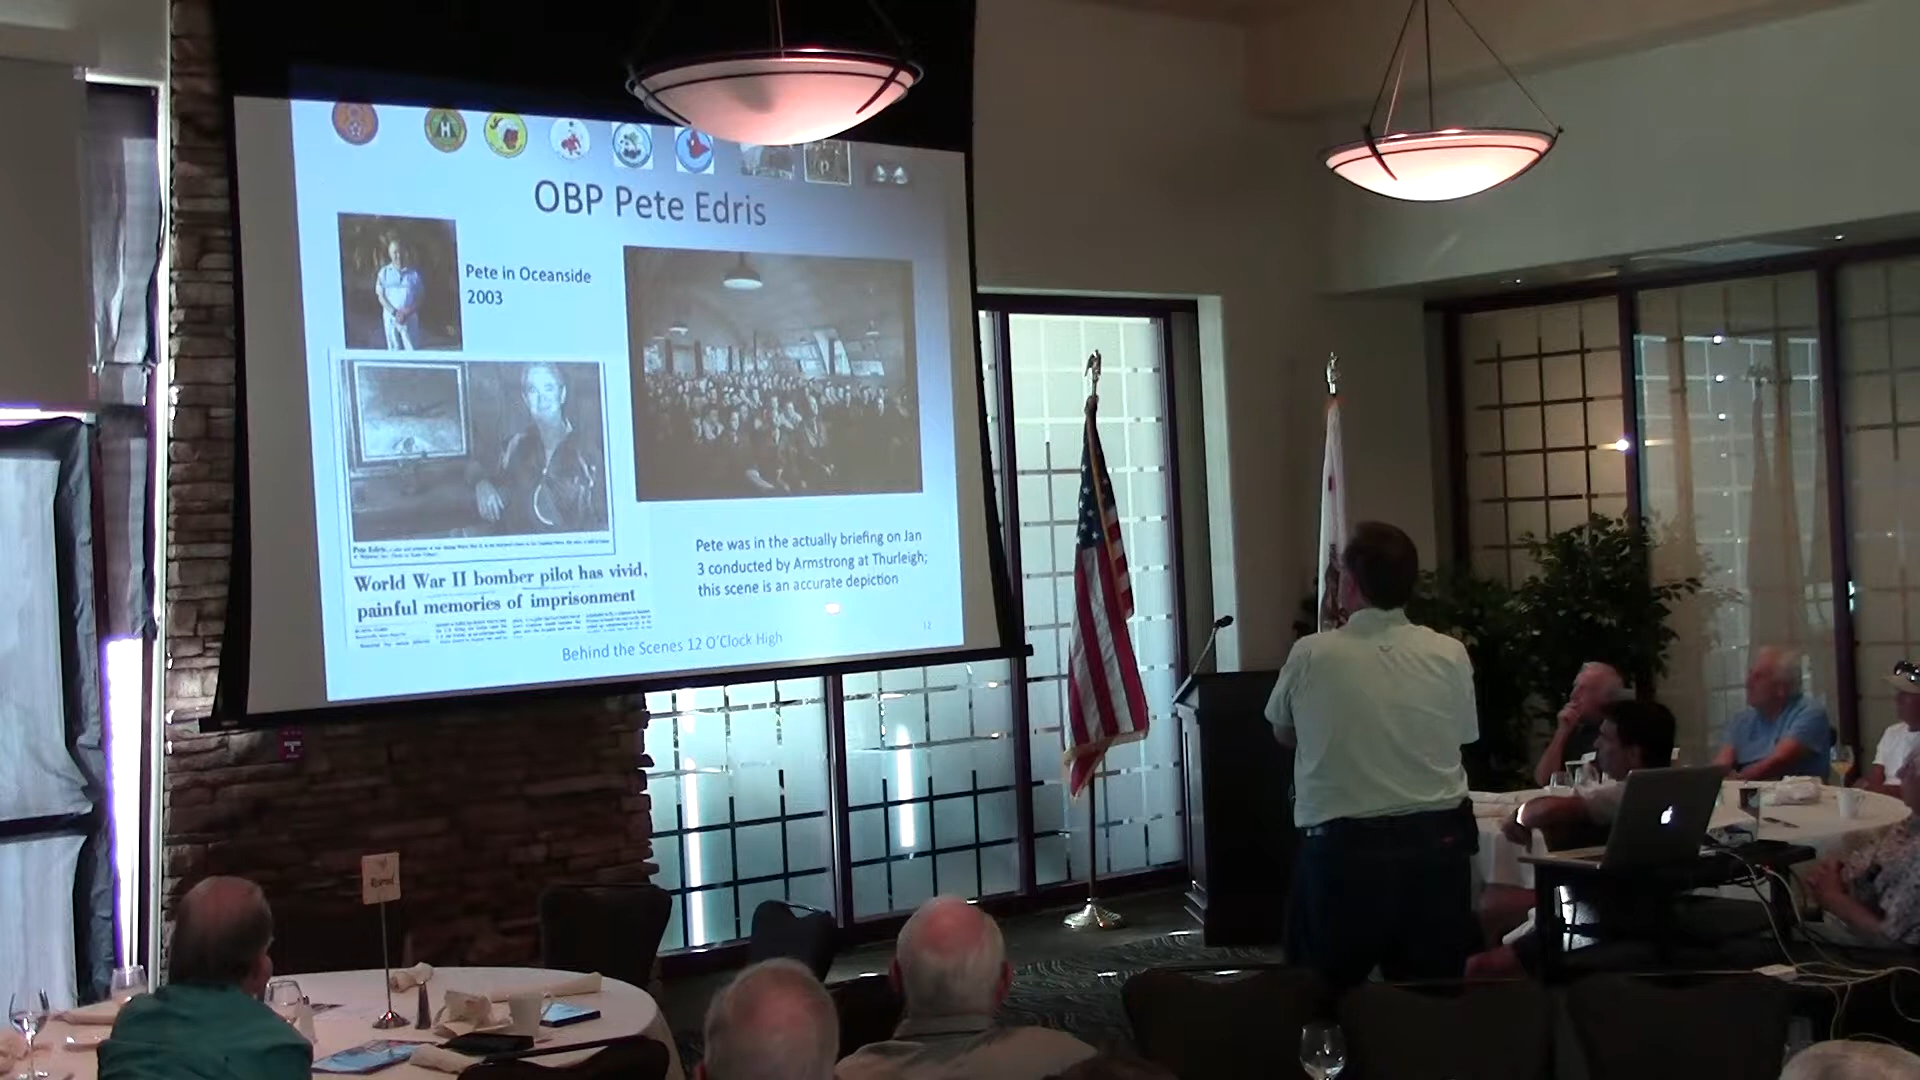 H
OBP Pete Edris
Pete in Oceanside
2003
Pete Edris,
World War II bomber pilot has vivid,
painful memories of imprisonment
Pete was in the actually briefing on Jan
3 conducted by Armstrong at Thurleigh;
this scene is an accurate depiction
12
Behind the Scenes 12 O'Clock High